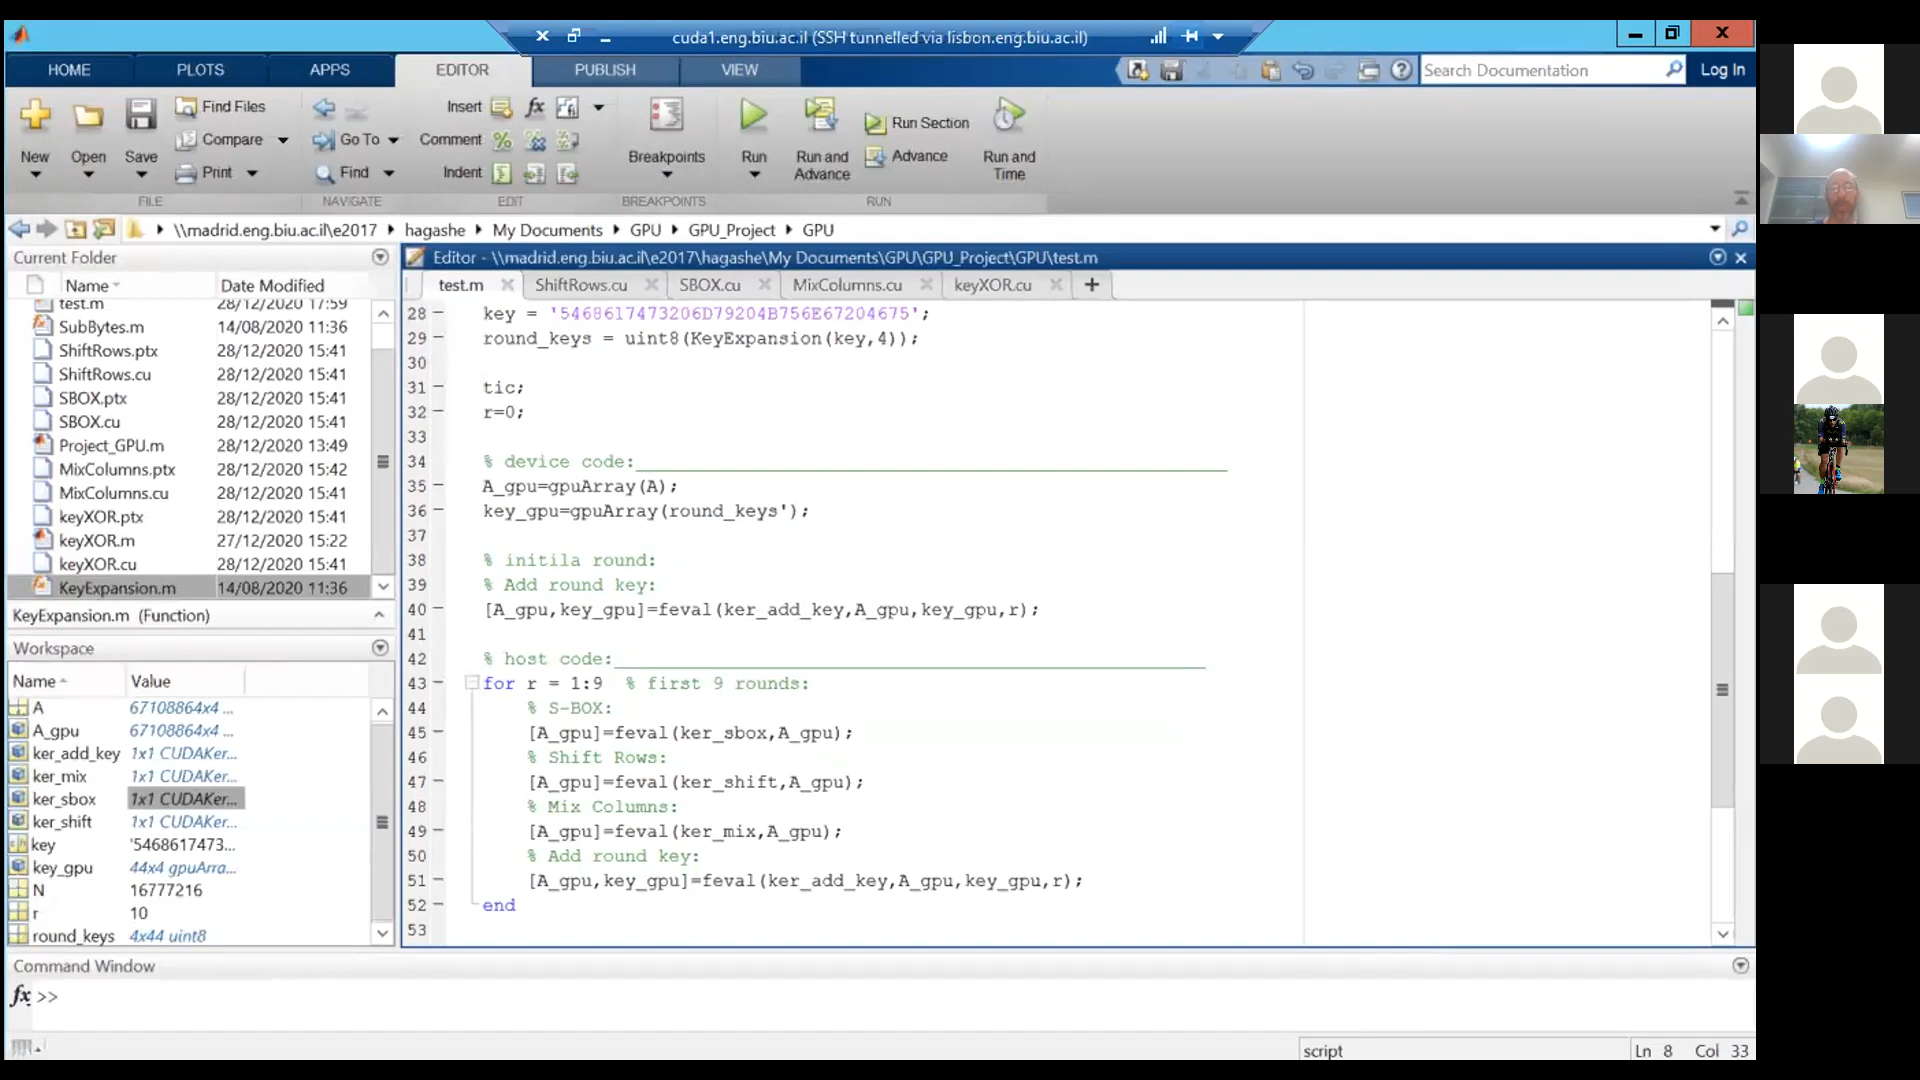 cuda1.eng.biu.ac.il (SSH tunnelled via lisbon.eng.biu.ac.il)
HOME PLOTS APPS EDITOR PUBLISH VIEW
Search Documentation
Log In
New
Open
Save
Find Files
Compare
Print
FILE
Go To
Find
NAVIGATE
Insert
fx
Comment
Indent
EDIT
Breakpoints
BREAKPOINTS
Run
Run and
Advance
Run Section
Advance
Run and
Time
RUN
\\madrid.eng.biu.ac.il\e2017 hagashe My Documents GPU GPU_Project GPU
Current Folder
Name Date Modified
test.m 28/12/2020 17:59
SubBytes.m 14/08/2020 11:36
ShiftRows.ptx 28/12/2020 15:41
ShiftRows.cu 28/12/2020 15:41
SBOX.ptx 28/12/2020 15:41
SBOX.cu 28/12/2020 15:41
Project_GPU.m 28/12/2020 13:49
MixColumns.ptx 28/12/2020 15:42
MixColumns.cu 28/12/2020 15:41
keyXOR.ptx 28/12/2020 15:41
keyXOR.m 27/12/2020 15:22
keyXOR.cu 28/12/2020 15:41
KeyExpansion.m 14/08/2020 11:36
KeyExpansion.m (Function)
Workspace
Name Value
A 67108864x4 ...
A_gpu 67108864x4 ...
ker_add_key 1x1 CUDAKer...
ker_mix 1x1 CUDAKer...
ker_sbox 1x1 CUDAKer...
ker_shift 1x1 CUDAKer...
key '5468617473...
key_gpu 44x4 gpuArra...
N 16777216
r 10
round_keys 4x44 uint8
Editor - \\madrid.eng.biu.ac.il\e2017\hagashe\My Documents\GPU\GPU_Project\GPU\test.m
test.m ShiftRows.cu SBOX.cu MixColumns.cu keyXOR.cu
28 – key = '5468617473206D79204B756E67204675';
29 – round_keys = uint8(KeyExpansion(key,4));
30
31 – tic;
32 – r=0;
33
34 % device code:___________________________________
35 – A_gpu=gpuArray(A);
36 – key_gpu=gpuArray(round_keys');
37
38 % initila round:
39 % Add round key:
40 – [A_gpu,key_gpu]=feval(ker_add_key,A_gpu,key_gpu,r);
41
42 % host code:___________________________________
43 – for r = 1:9 % first 9 rounds:
44 % S-BOX:
45 – [A_gpu]=feval(ker_sbox,A_gpu);
46 % Shift Rows:
47 – [A_gpu]=feval(ker_shift,A_gpu);
48 % Mix Columns:
49 – [A_gpu]=feval(ker_mix,A_gpu);
50 % Add round key:
51 – [A_gpu,key_gpu]=feval(ker_add_key,A_gpu,key_gpu,r);
52 – end
53
Command Window
fx >>
script Ln 8 Col 33